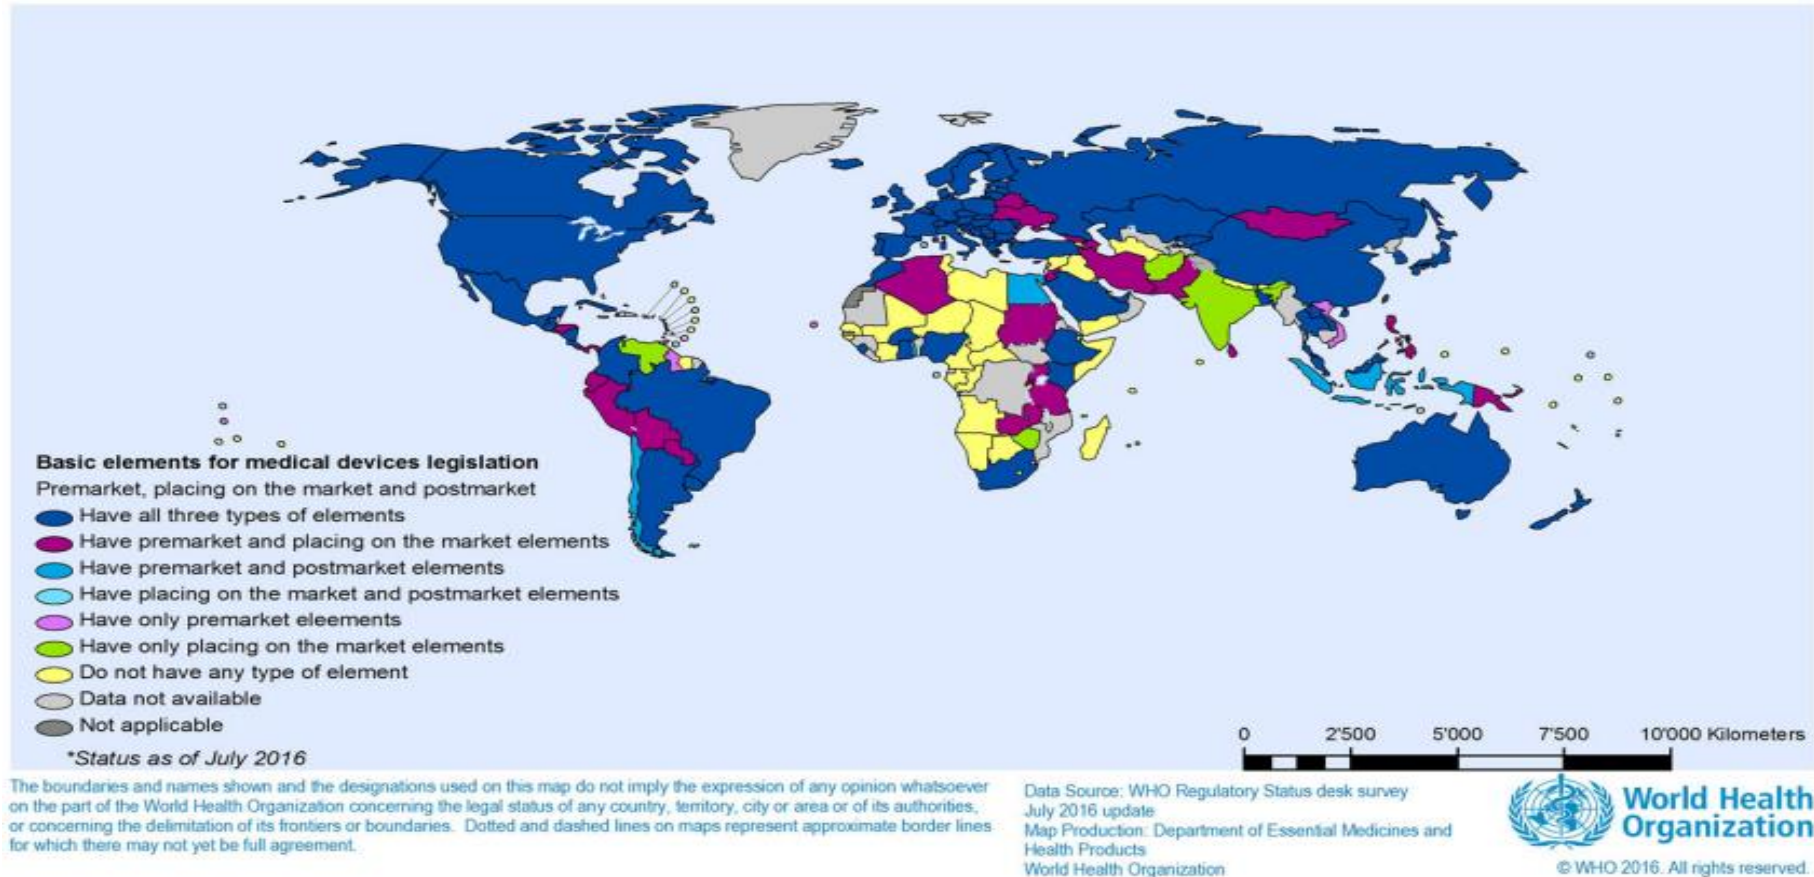 Basic elements for medical devices legislation
Premarket, placing on the market and postmarket
Have all three types of elements
Have premarket and placing on the market elements
Have premarket and postmarket elements
Have placing on the market and postmarket elements
Have only premarket eleements
Have only placing on the market elements
Do not have any type of element
Data not available
Not applicable
*Status as of July 2016
0 2'500 5'000 7'500 10'000 Kilometers
The boundaries and names shown and the designations used on this map do not imply the expression of any opinion whatsoever
on the part of the World Health Organization concerning the legal status of any country, territory, city or area or of its authorities,
or concerning the delimitation of its frontiers or boundaries. Dotted and dashed lines on maps represent approximate border lines
for which there may not yet be full agreement.
Data Source: WHO Regulatory Status desk survey
July 2016 update
Map Production: Department of Essential Medicines and
Health Products
World Health Organization
World Health
Organization
© WHO 2016. All rights reserved.